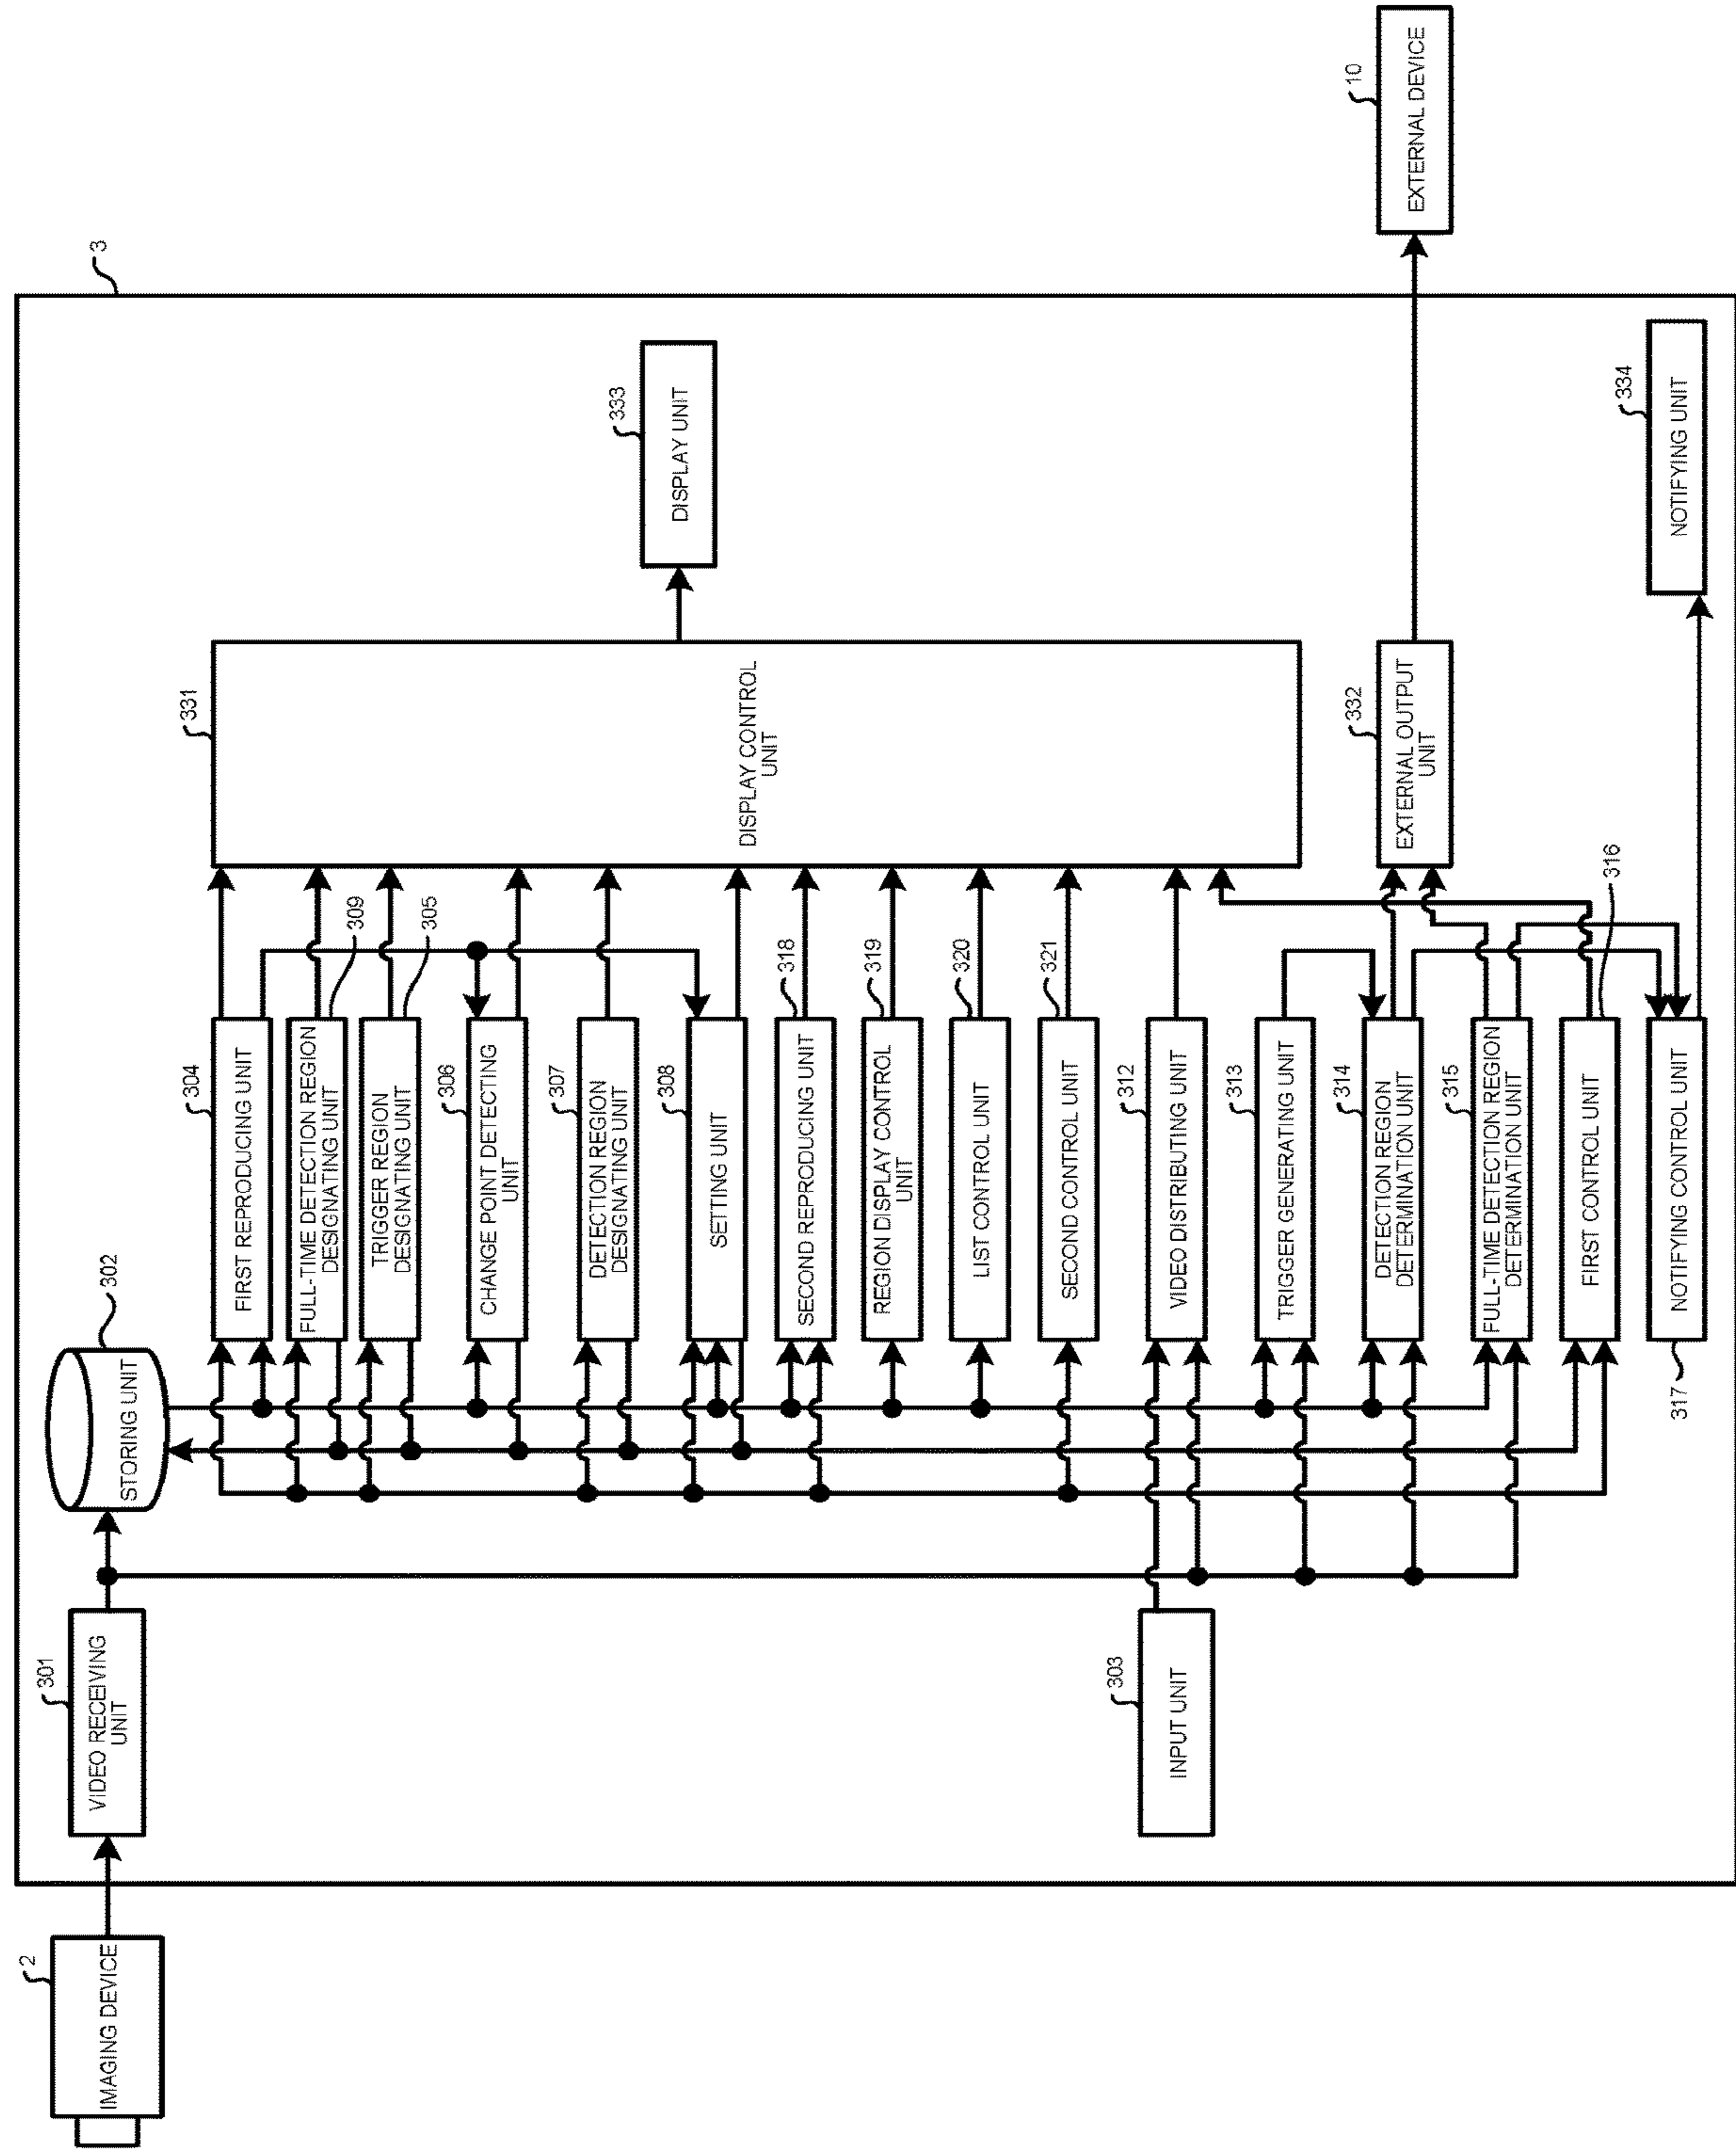 2
IMAGING DEVICE
3
301
VIDEO RECEIVING
UNIT
302
STORING UNIT
303
INPUT UNIT
304
FIRST REPRODUCING UNIT
FULL-TIME DETECTION REGION
DESIGNATING UNIT
309
TRIGGER REGION
DESIGNATING UNIT
305
306
CHANGE POINT DETECTING
UNIT
307
DETECTION REGION
DESIGNATING UNIT
308
SETTING UNIT
318
SECOND REPRODUCING UNIT
319
REGION DISPLAY CONTROL
UNIT
320
LIST CONTROL UNIT
321
SECOND CONTROL UNIT
312
VIDEO DISTRIBUTING UNIT
313
TRIGGER GENERATING UNIT
314
DETECTION REGION
DETERMINATION UNIT
315
FULL-TIME DETECTION REGION
DETERMINATION UNIT
316
FIRST CONTROL UNIT
317
NOTIFYING CONTROL UNIT
331
DISPLAY CONTROL
UNIT
332
EXTERNAL OUTPUT
UNIT
333
DISPLAY UNIT
334
NOTIFYING UNIT
10
EXTERNAL DEVICE